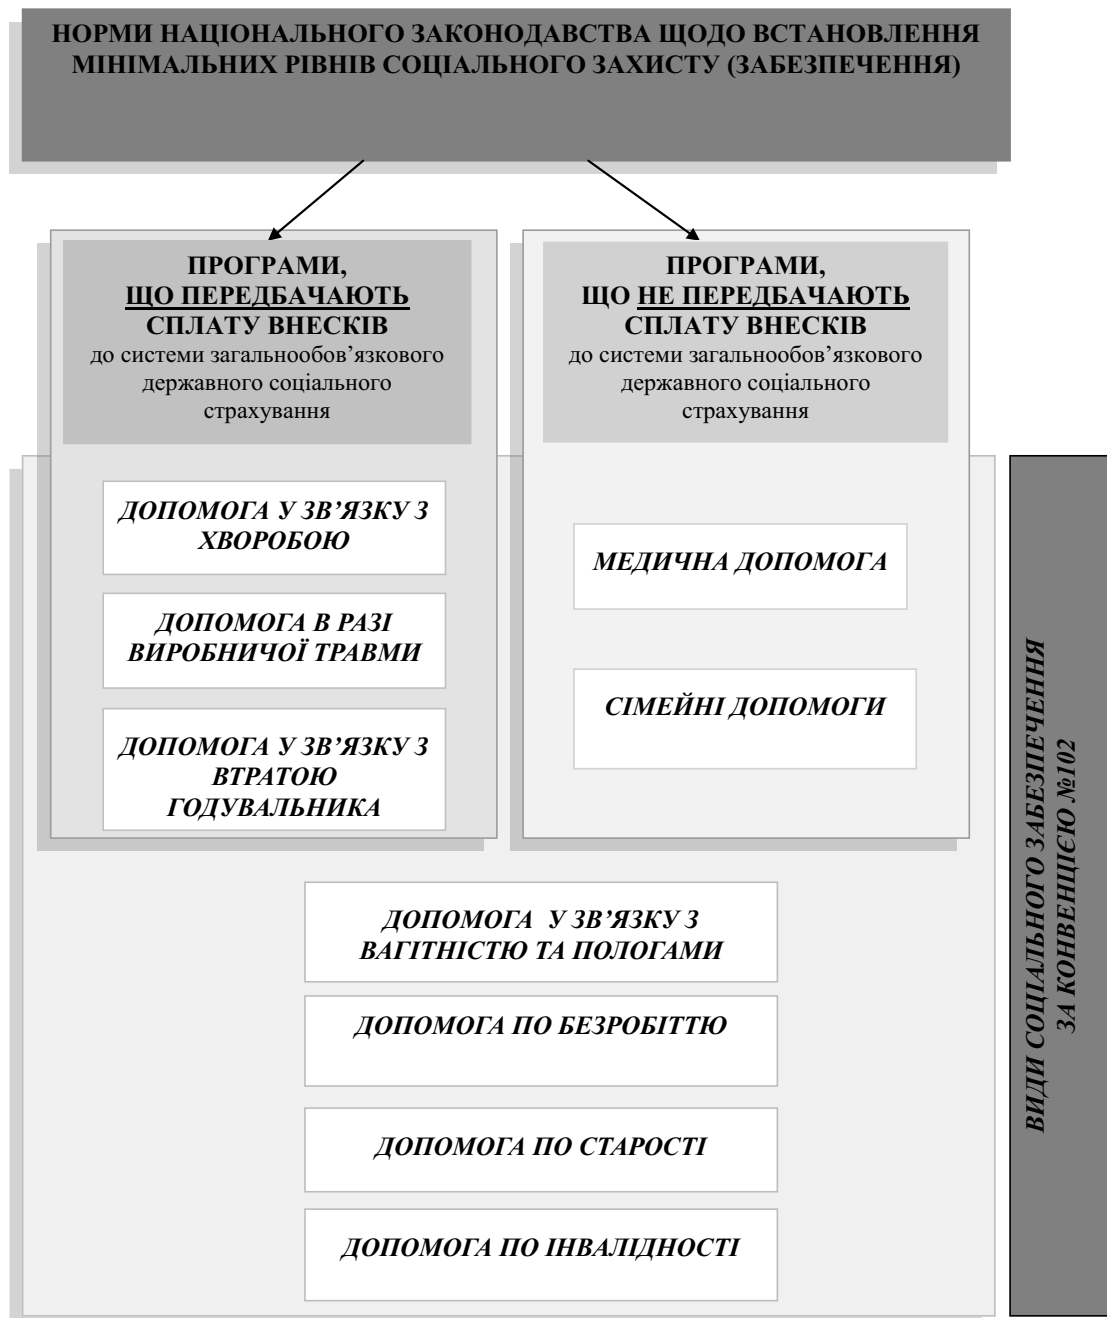 НОРМИ НАЦІОНАЛЬНОГО ЗАКОНОДАВСТВА ЩОДО ВСТАНОВЛЕННЯ
МІНІМАЛЬНИХ РІВНІВ СОЦІАЛЬНОГО ЗАХИСТУ (ЗАБЕЗПЕЧЕННЯ)
ПРОГРАМИ,
ЩО ПЕРЕДБАЧАЮТЬ
СПЛАТУ ВНЕСКІВ
до системи загальнообов’язкового
державного соціального
страхування
ПРОГРАМИ,
ЩО НЕ ПЕРЕДБАЧАЮТЬ
СПЛАТУ ВНЕСКІВ
до системи загальнообов’язкового
державного соціального
страхування
ДОПОМОГА У ЗВ’ЯЗКУ З
ХВОРОБОЮ
ДОПОМОГА В РАЗІ
ВИРОБНИЧОЇ ТРАВМИ
ДОПОМОГА У ЗВ’ЯЗКУ З
ВТРАТОЮ
ГОДУВАЛЬНИКА
МЕДИЧНА ДОПОМОГА
СІМЕЙНІ ДОПОМОГИ
ДОПОМОГА У ЗВ’ЯЗКУ З
ВАГІТНІСТЮ ТА ПОЛОГАМИ
ДОПОМОГА ПО БЕЗРОБІТТЮ
ДОПОМОГА ПО СТАРОСТІ
ДОПОМОГА ПО ІНВАЛІДНОСТІ
ВИДИ СОЦІАЛЬНОГО ЗАБЕЗПЕЧЕННЯ
ЗА КОНВЕНЦІЄЮ №102